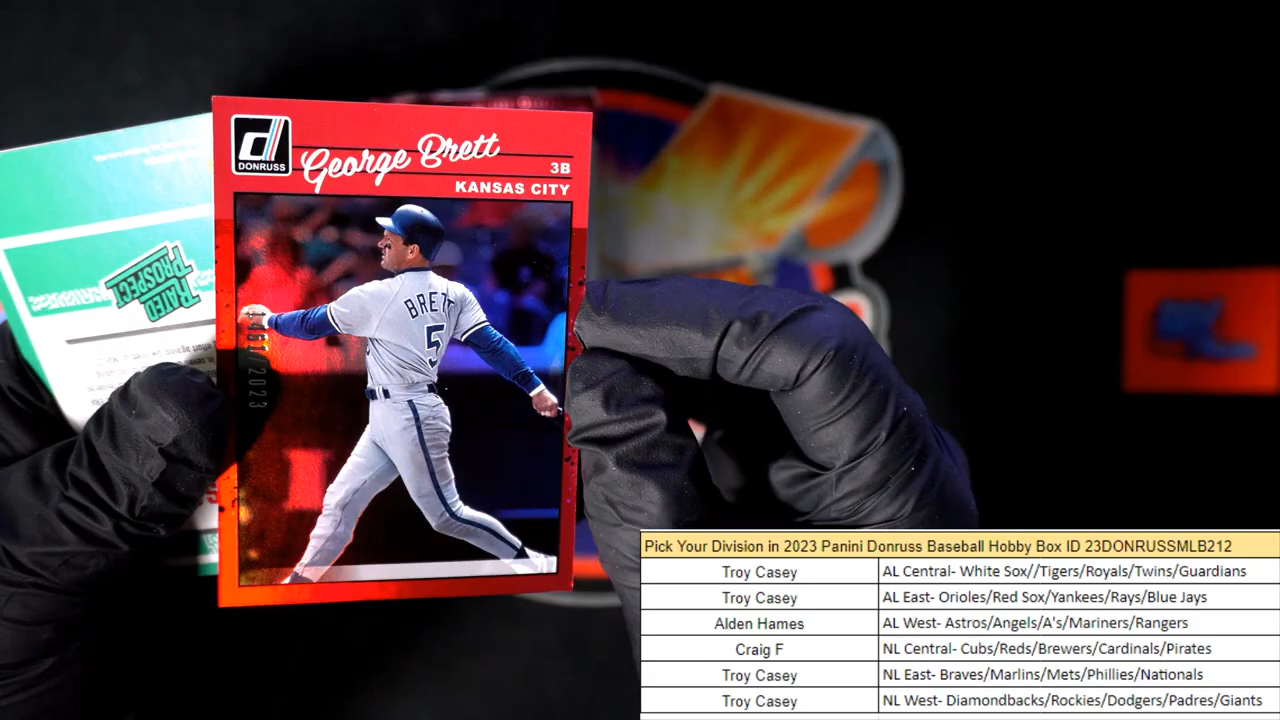 DONRUSS
George Brett
3B
KANSAS CITY
BRETT
5
/2023
RATED
PROSPECT
Pick Your Division in 2023 Panini Donruss Baseball Hobby Box ID 23DONRUSSMLB212
Troy Casey AL Central- White Sox//Tigers/Royals/Twins/Guardians
Troy Casey AL East- Orioles/Red Sox/Yankees/Rays/Blue Jays
Alden Hames AL West- Astros/Angels/A's/Mariners/Rangers
Craig F NL Central- Cubs/Reds/Brewers/Cardinals/Pirates
Troy Casey NL East- Braves/Marlins/Mets/Phillies/Nationals
Troy Casey NL West- Diamondbacks/Rockies/Dodgers/Padres/Giants